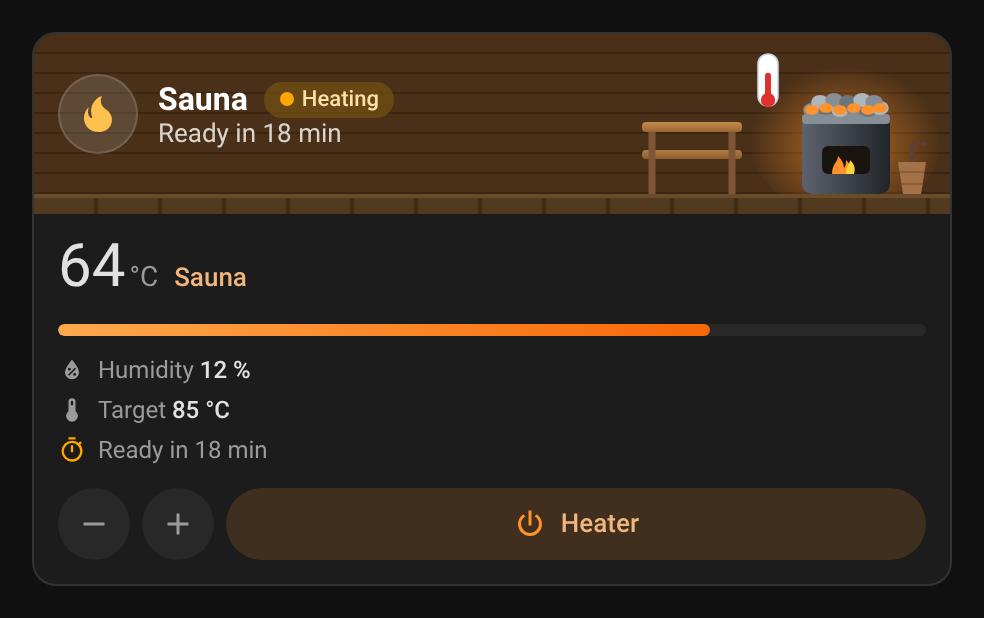 Sauna Heating
Ready in 18 min
64 °C Sauna
Humidity 12 %
Target 85 °C
Ready in 18 min
− + Heater